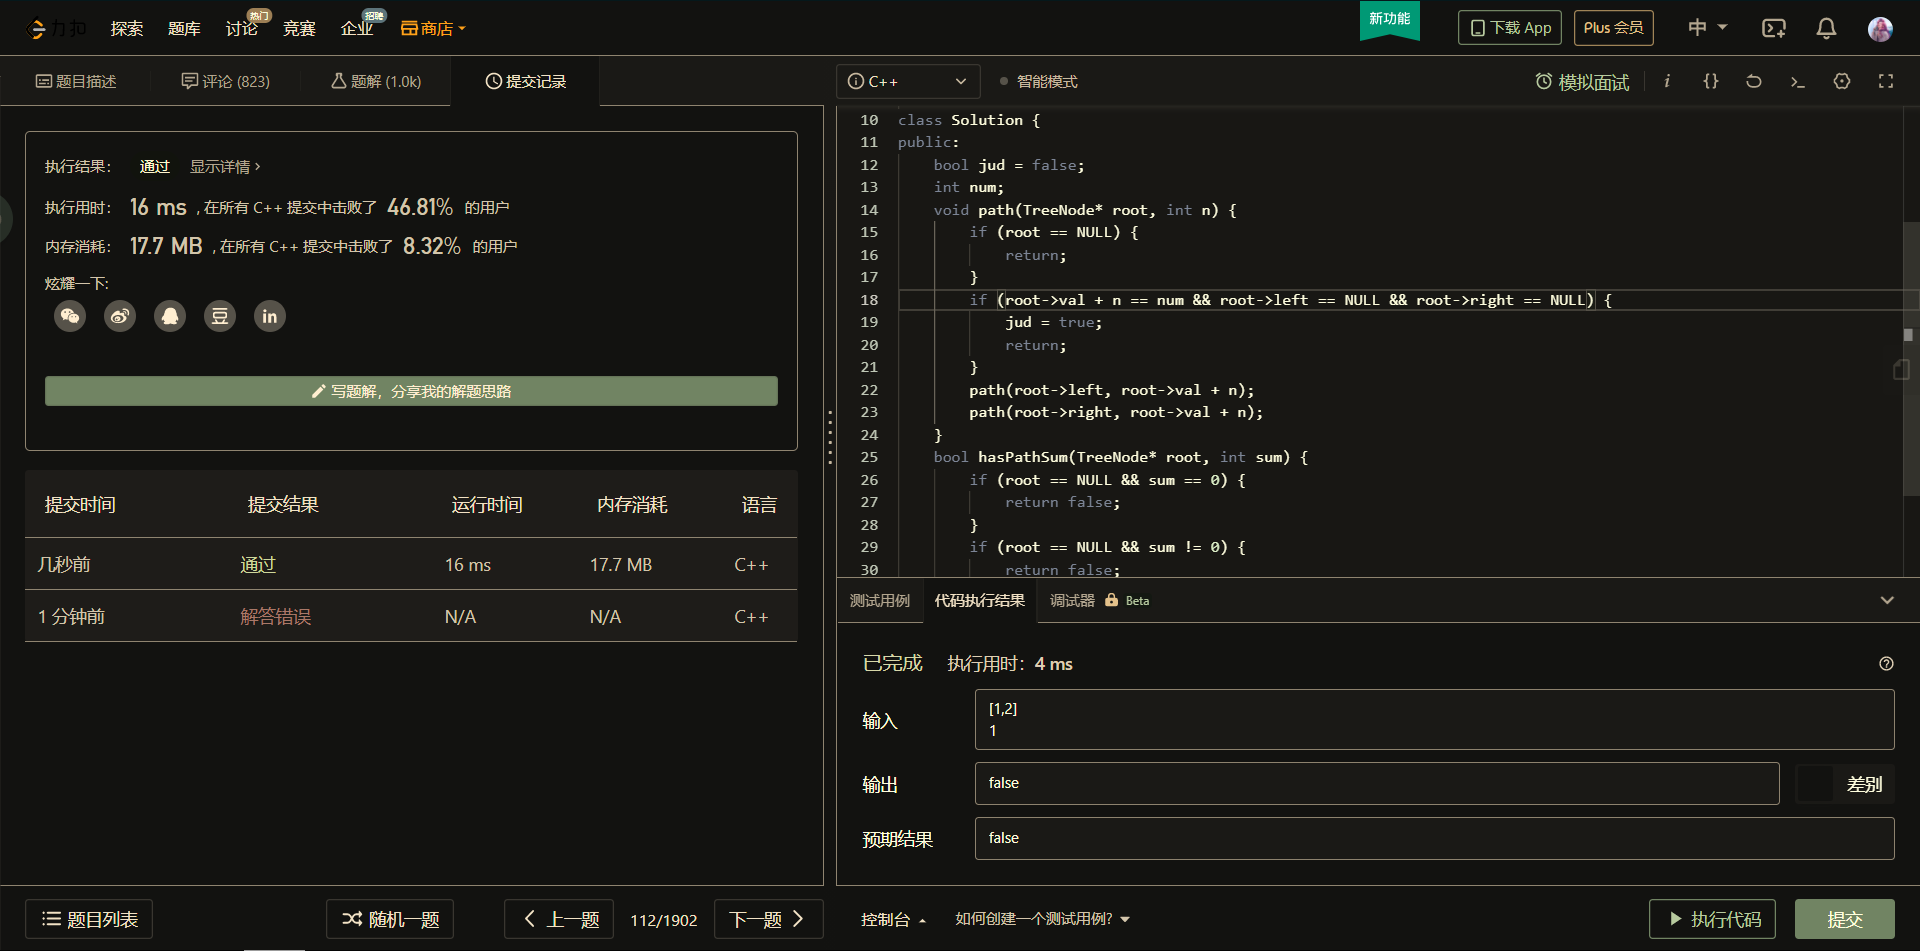 力扣
探索
题库
讨论
热门
竞赛
企业
招聘
商店
新功能
下载 App
Plus 会员
中
题目描述
评论 (823)
题解 (1.0k)
提交记录
执行结果：
通过
显示详情 ›
执行用时：
16 ms
, 在所有 C++ 提交中击败了
46.81%
的用户
内存消耗：
17.7 MB
, 在所有 C++ 提交中击败了
8.32%
的用户
炫耀一下:
豆
in
写题解，分享我的解题思路
提交时间
提交结果
运行时间
内存消耗
语言
几秒前
通过
16 ms
17.7 MB
C++
1 分钟前
解答错误
N/A
N/A
C++
题目列表
随机一题
上一题
112/1902
下一题
C++
智能模式
模拟面试
i
{}
>_
10 class Solution {
11 public:
12 bool jud = false;
13 int num;
14 void path(TreeNode* root, int n) {
15 if (root == NULL) {
16 return;
17 }
18 if (root->val + n == num && root->left == NULL && root->right == NULL) {
19 jud = true;
20 return;
21 }
22 path(root->left, root->val + n);
23 path(root->right, root->val + n);
24 }
25 bool hasPathSum(TreeNode* root, int sum) {
26 if (root == NULL && sum == 0) {
27 return false;
28 }
29 if (root == NULL && sum != 0) {
30 return false;
测试用例
代码执行结果
调试器
Beta
已完成
执行用时：4 ms
输入
[1,2]
1
输出
false
差别
预期结果
false
控制台
如何创建一个测试用例?
执行代码
提交